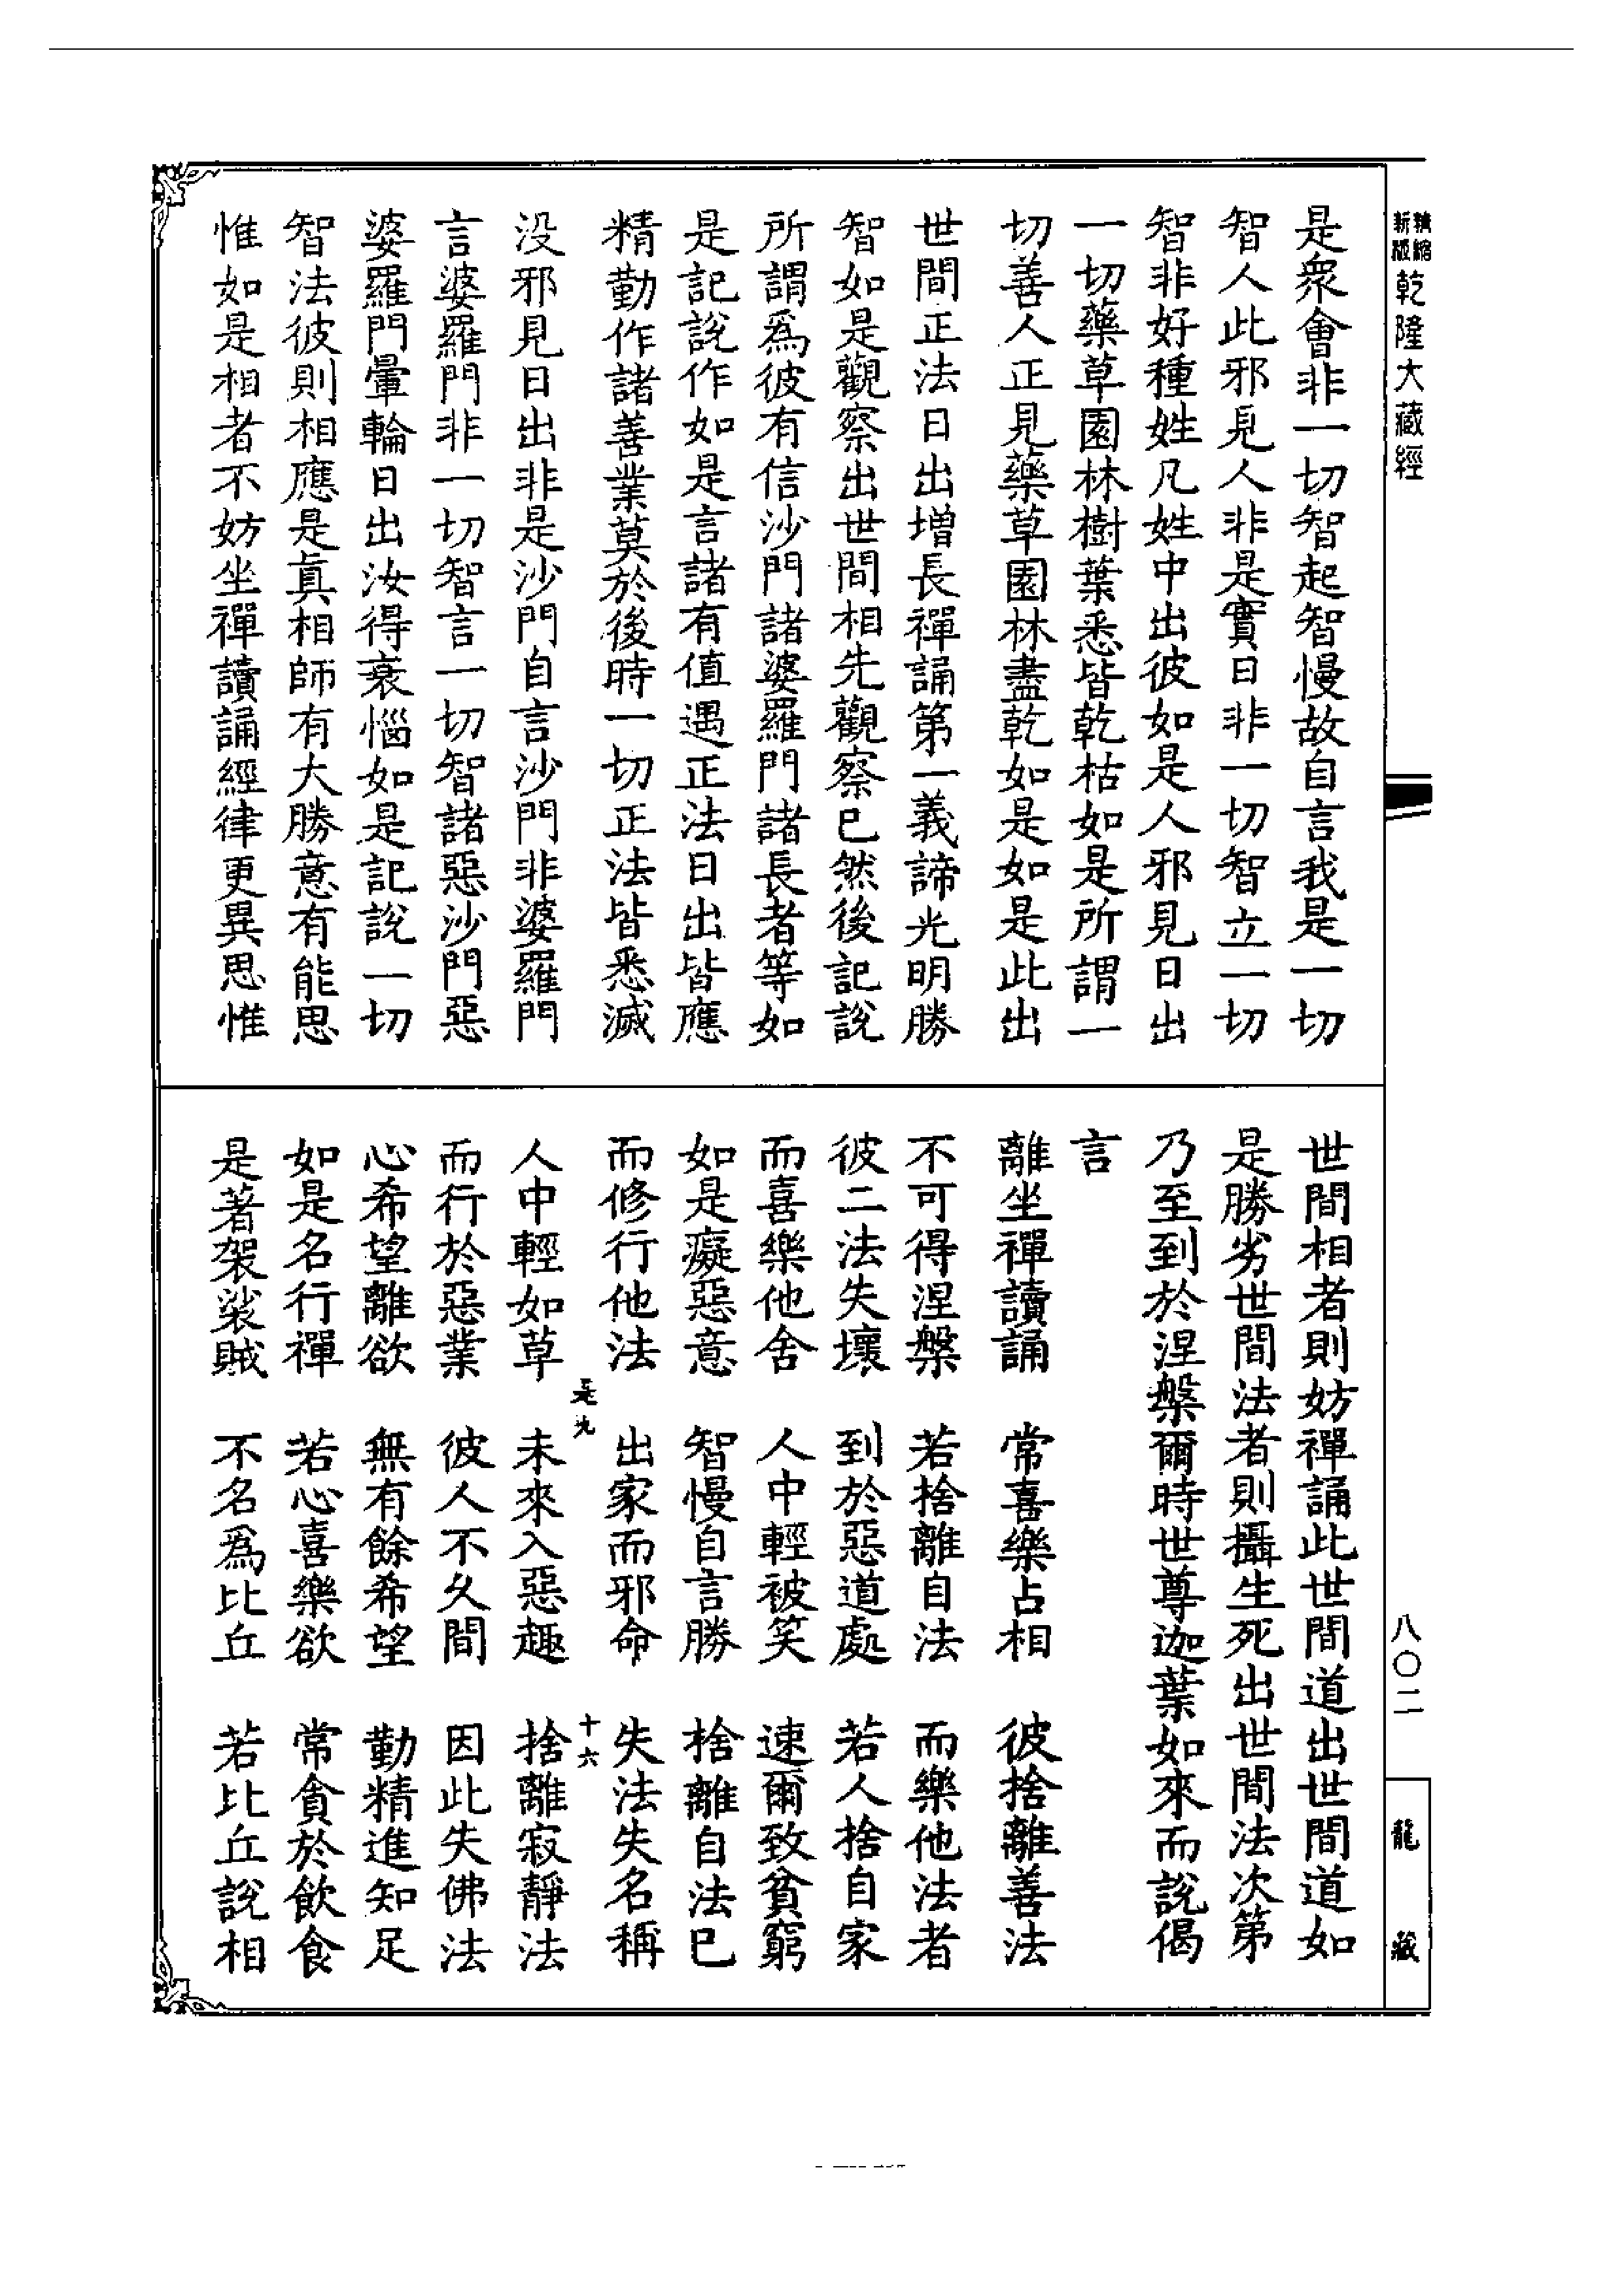 新版精縮乾隆大藏經
是衆會非一切智起智慢故自言我是一切
智人此邪見人非是實日非一切智立一切
智非好種姓凡姓中出彼如是人邪見日出
一切藥草園林樹葉悉皆乾枯如是所謂一
切善人正見藥草園林盡乾如是如是此出
世間正法日出增長禪誦第一義諦光明勝
智如是觀察出世間相先觀察已然後記說
所謂爲彼有信沙門諸婆羅門諸長者等如
是記說作如是言諸有值遇正法日出皆應
精勤作諸善業莫於後時一切正法皆悉滅
没邪見日出非是沙門自言沙門非婆羅門
言婆羅門非一切智言一切智諸惡沙門惡
婆羅門暈輪日出汝得衰惱如是記說一切
智法彼則相應是真相師有大勝意有能思
惟如是相者不妨坐禪讀誦經律更異思惟
世間相者則妨禪誦此世間道出世間道如
是勝劣世間法者則攝生死出世間法次第
乃至到於涅槃爾時世尊迦葉如來而說偈
言
離坐禪讀誦　常喜樂占相　彼捨離善法
不可得涅槃　若捨離自法　而樂他法者
彼二法失壞　到於惡道處　若人捨自家
而喜樂他舍　人中輕被笑　速爾致貧窮
如是癡惡意　智慢自言勝　捨離自法已
而修行他法　出家而邪命　失法失名稱
是九　十六
人中輕如草　未來入惡趣　捨離寂靜法
而行於惡業　彼人不久間　因此失佛法
心希望離欲　無有餘希望　勤精進知足
如是名行禪　若心喜樂欲　常貪於飲食
是著袈裟賊　不名爲比丘　若比丘說相
八〇二
龍藏